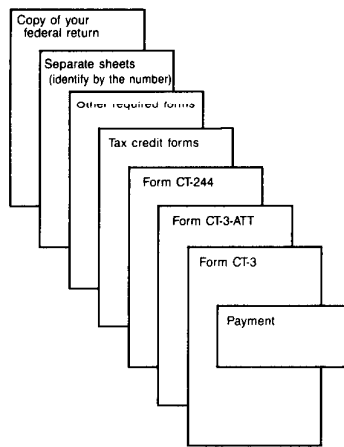 Copy of your
federal return
Separate sheets
(identify by the number)
Other required forms
Tax credit forms
Form CT-244
Form CT-3-ATT
Form CT-3
Payment